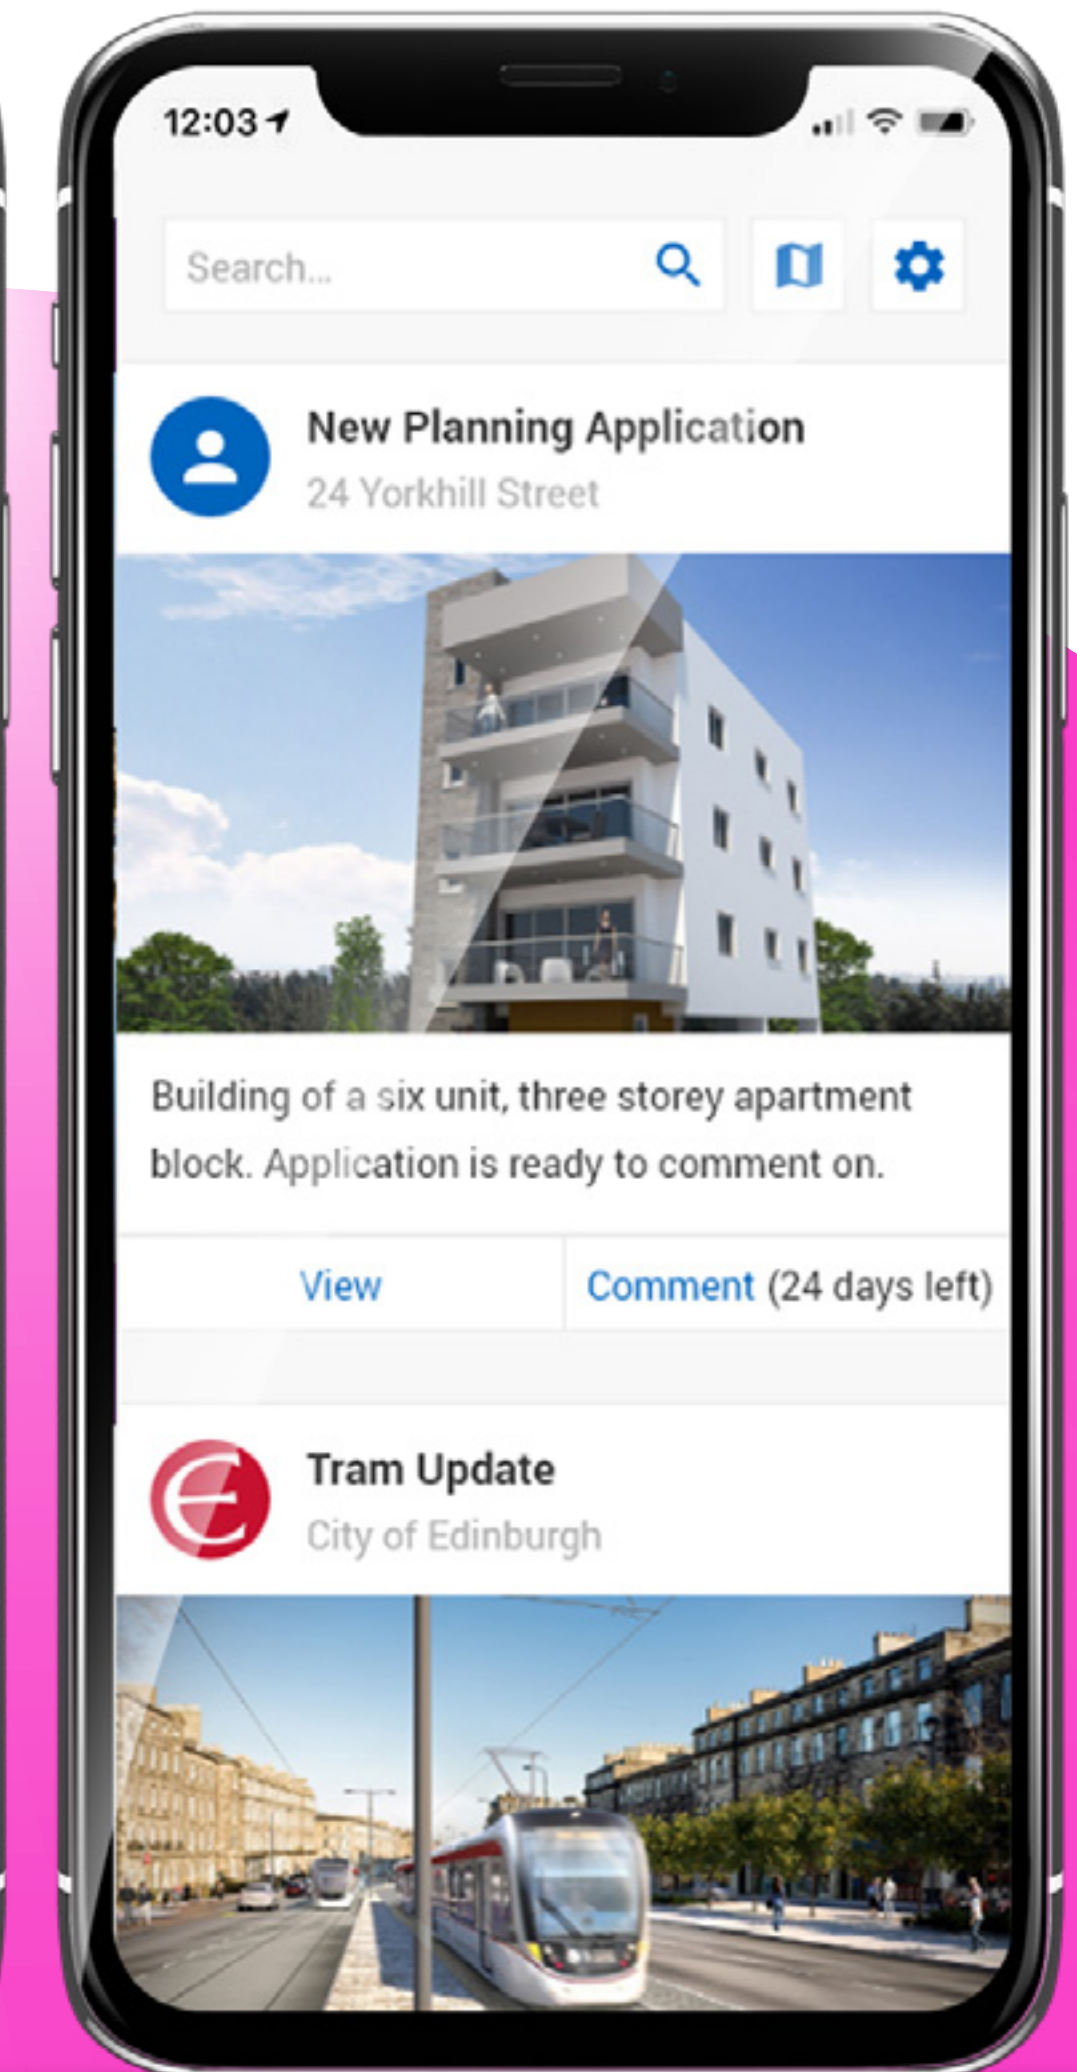 12:03
Search...
New Planning Application
24 Yorkhill Street
Building of a six unit, three storey apartment
block. Application is ready to comment on.
View
Comment (24 days left)
Tram Update
City of Edinburgh